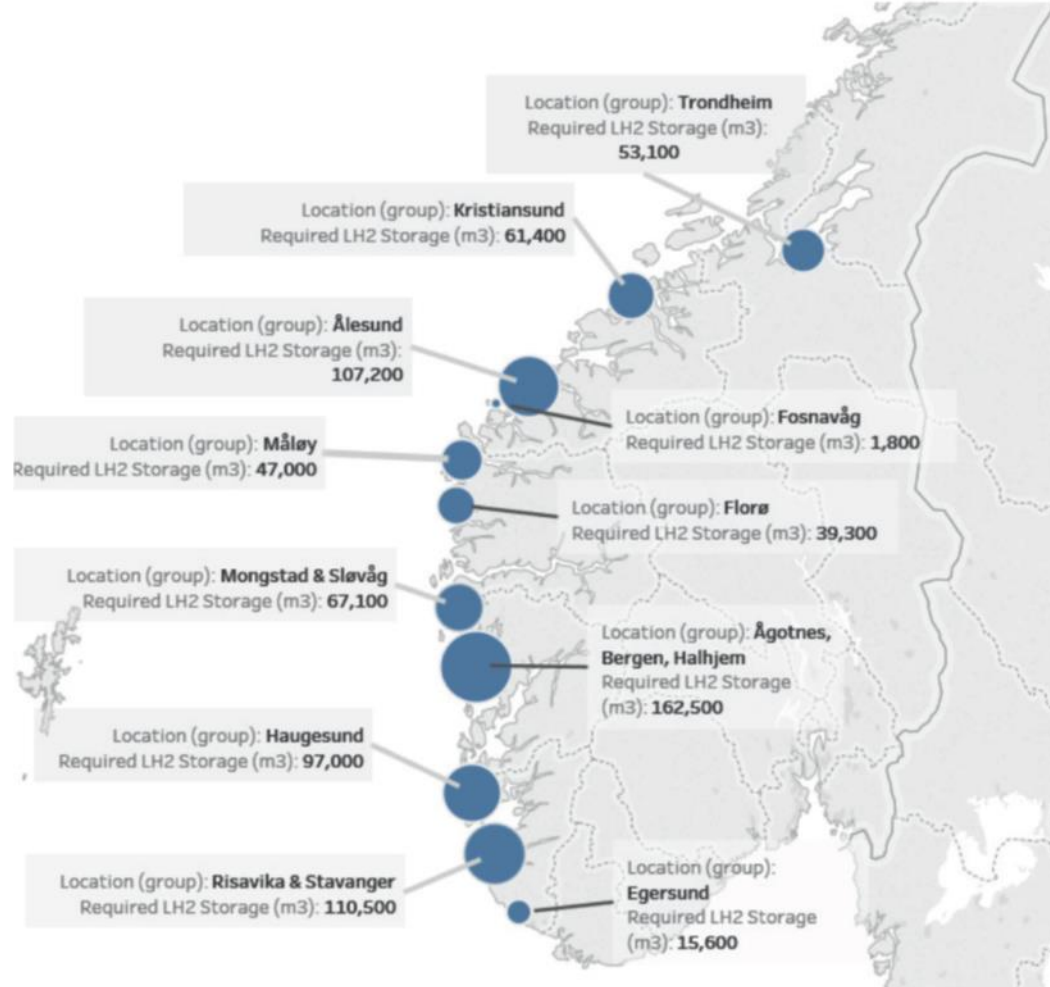 Location (group): Trondheim
Required LH2 Storage (m3):
53,100
Location (group): Kristiansund
Required LH2 Storage (m3): 61,400
Location (group): Ålesund
Required LH2 Storage (m3):
107,200
Location (group): Fosnavåg
Required LH2 Storage (m3): 1,800
Location (group): Måløy
Required LH2 Storage (m3): 47,000
Location (group): Florø
Required LH2 Storage (m3): 39,300
Location (group): Mongstad & Sløvåg
Required LH2 Storage (m3): 67,100
Location (group): Ågotnes,
Bergen, Halhjem
Required LH2 Storage
(m3): 162,500
Location (group): Haugesund
Required LH2 Storage (m3): 97,000
Location (group): Risavika & Stavanger
Required LH2 Storage (m3): 110,500
Location (group):
Egersund
Required LH2 Storage
(m3): 15,600